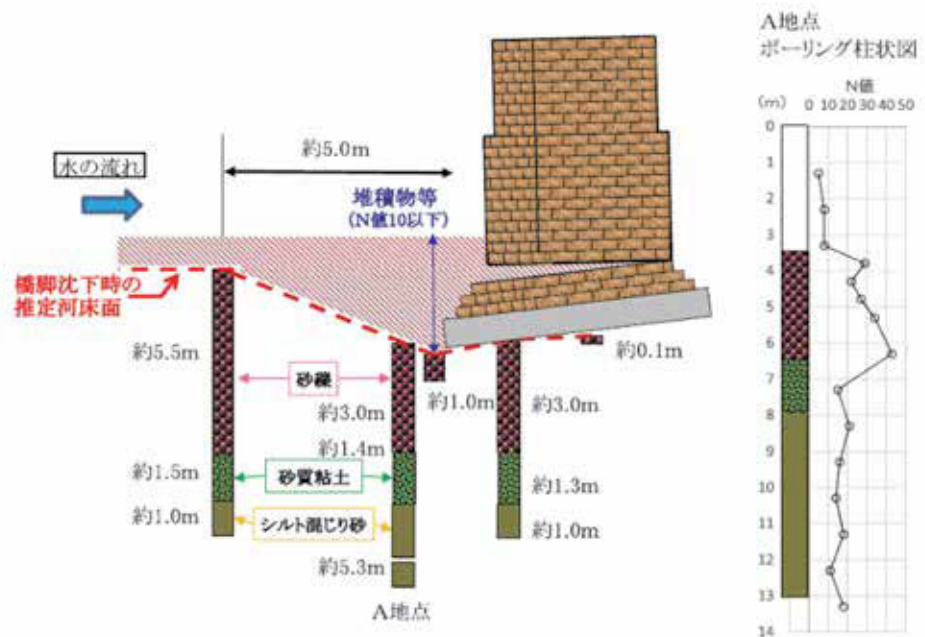 A地点
ボーリング柱状図
N値
(m) 0 10 20 30 40 50
0
1
2
3
4
5
6
7
8
9
10
11
12
13
14
水の流れ
約5.0m
堆積物等
(N値10以下)
橋脚沈下時の
推定河床面
約5.5m
砂礫
約0.1m
約1.0m
約3.0m
約3.0m
約1.4m
約1.5m
砂質粘土
約1.3m
約1.0m
シルト混じり砂
約1.0m
約5.3m
A地点